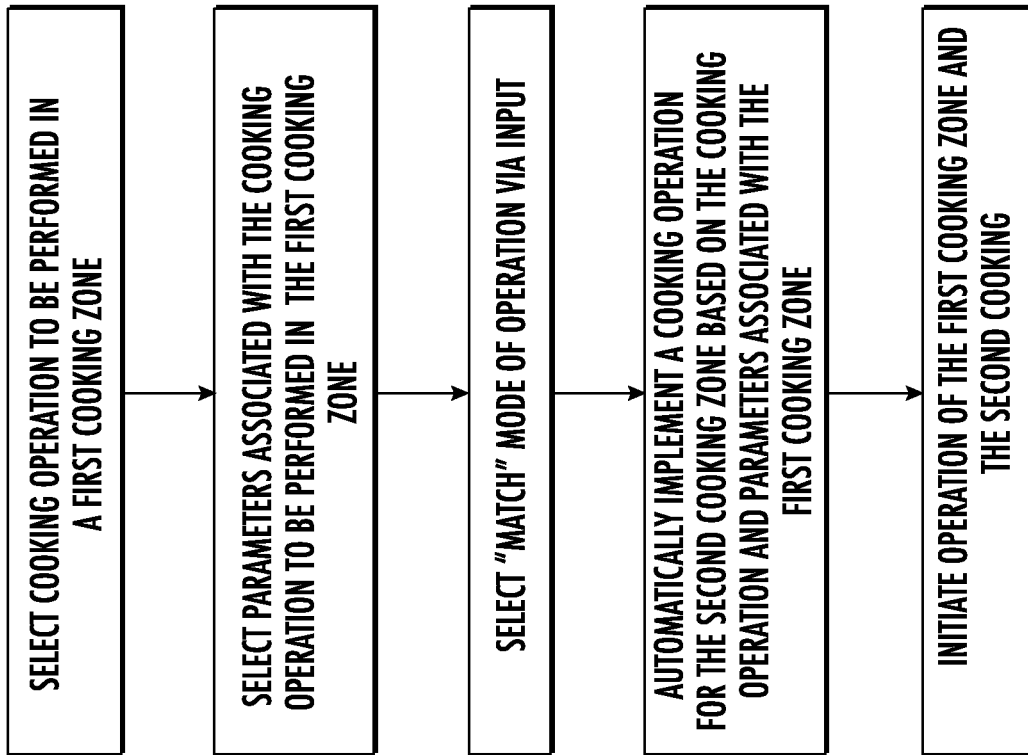 SELECT COOKING OPERATION TO BE PERFORMED IN
A FIRST COOKING ZONE
SELECT PARAMETERS ASSOCIATED WITH THE COOKING
OPERATION TO BE PERFORMED IN THE FIRST COOKING
ZONE
SELECT “MATCH” MODE OF OPERATION VIA INPUT
AUTOMATICALLY IMPLEMENT A COOKING OPERATION
FOR THE SECOND COOKING ZONE BASED ON THE COOKING
OPERATION AND PARAMETERS ASSOCIATED WITH THE
FIRST COOKING ZONE
INITIATE OPERATION OF THE FIRST COOKING ZONE AND
THE SECOND COOKING